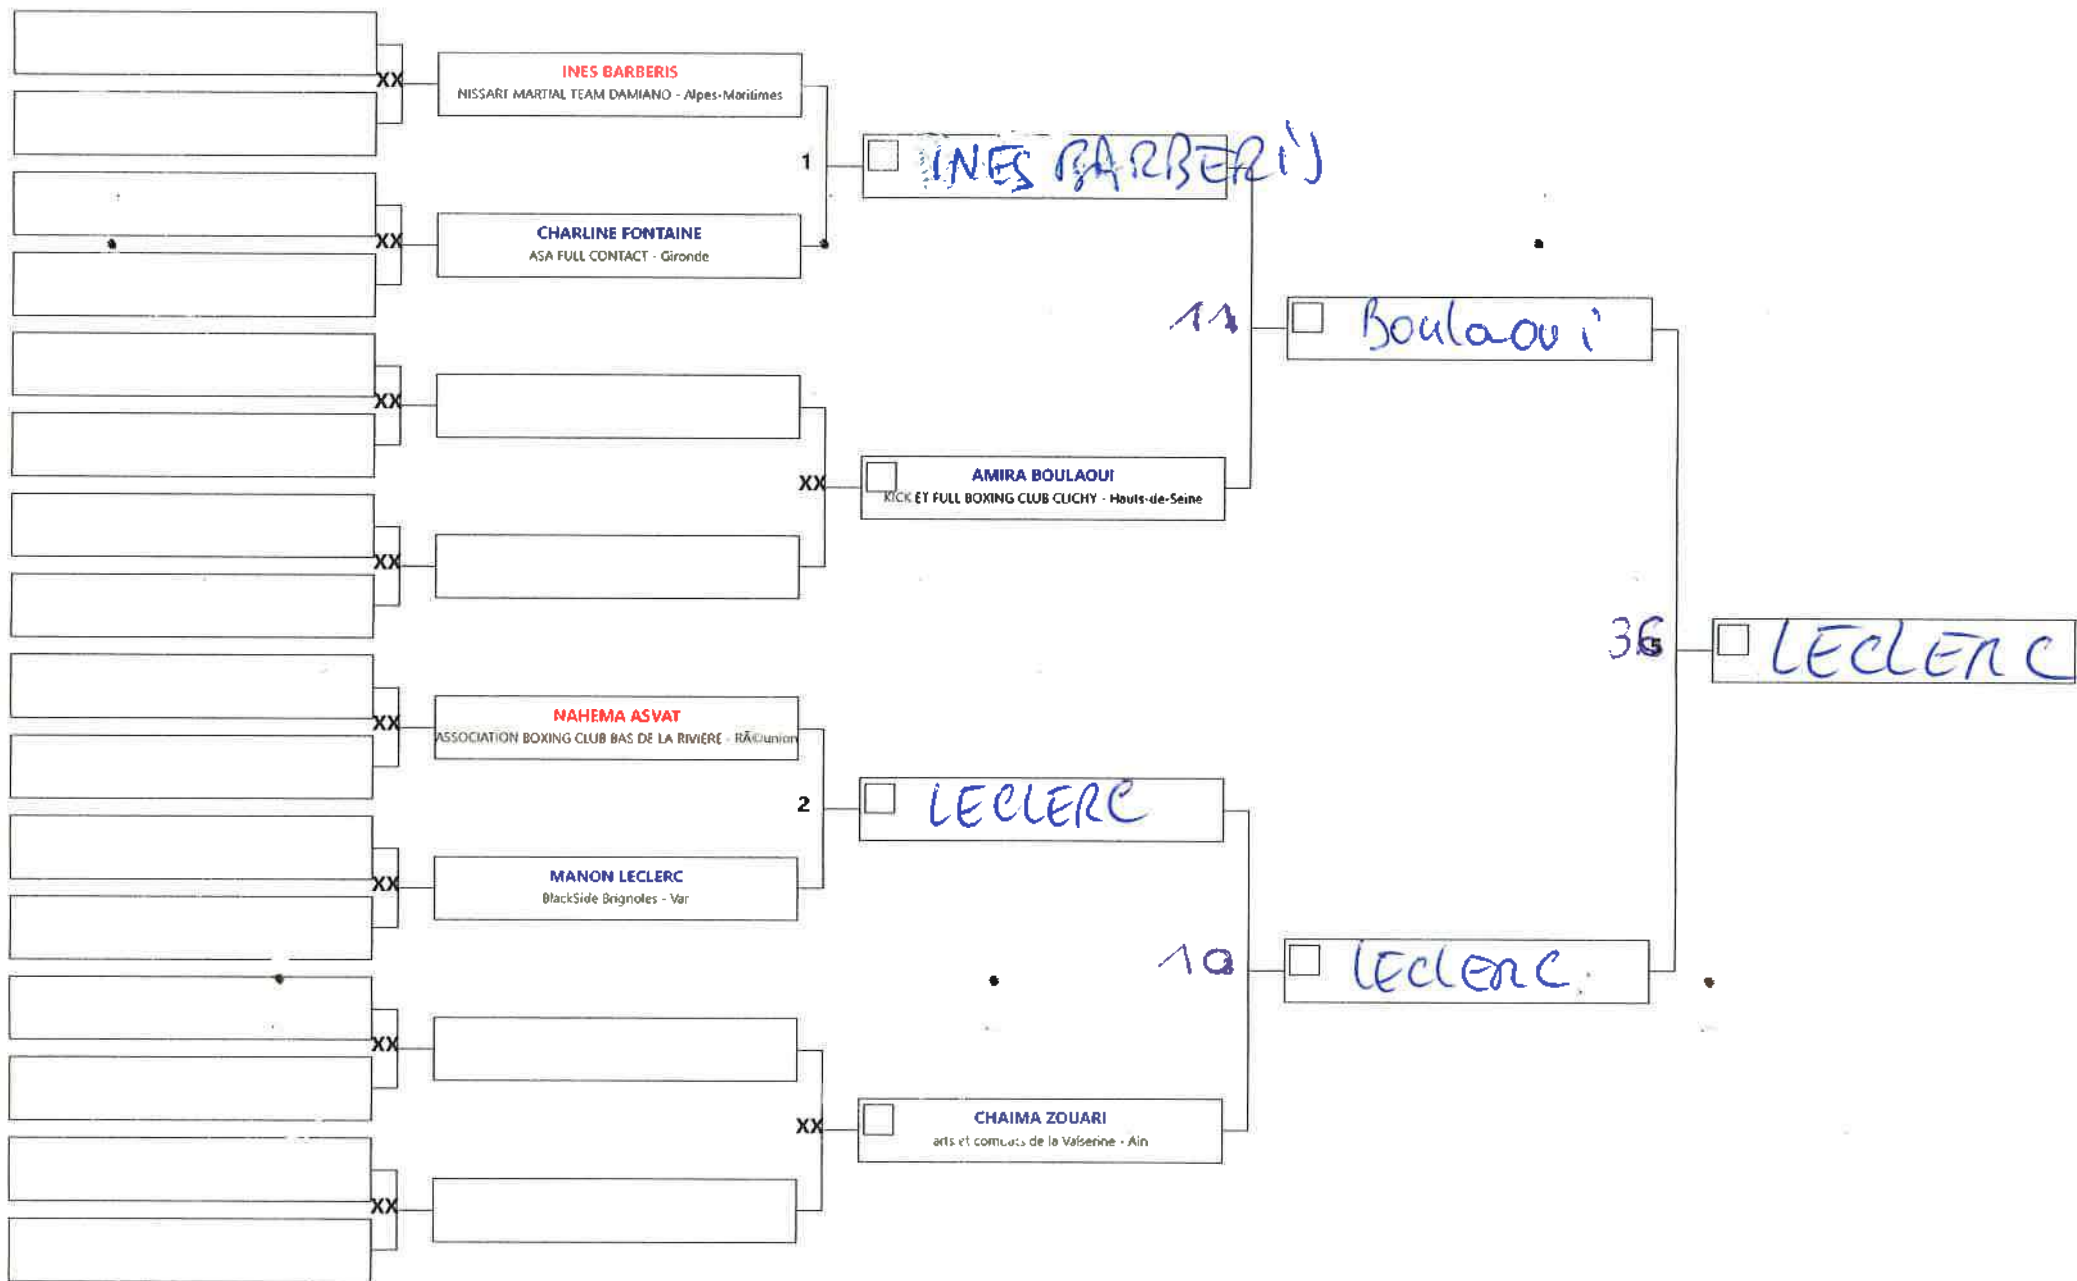 XX
INES BARBERIS
NISSART MARTIAL TEAM DAMIANO - Alpes-Maritimes
1
INES BARBERIS
XX
CHARLINE FONTAINE
ASA FULL CONTACT - Gironde
11
Boulaoui
XX
XX
AMIRA BOULAOUI
KICK ET FULL BOXING CLUB CLICHY - Hauts-de-Seine
XX
36
LECLERC
XX
NAHEMA ASVAT
ASSOCIATION BOXING CLUB BAS DE LA RIVIERE - RÃ©union
2
LECLERC
XX
MANON LECLERC
BlackSide Brignoles - Var
10
LECLERC
XX
XX
CHAIMA ZOUARI
arts et combats de la Valserine - Ain
XX